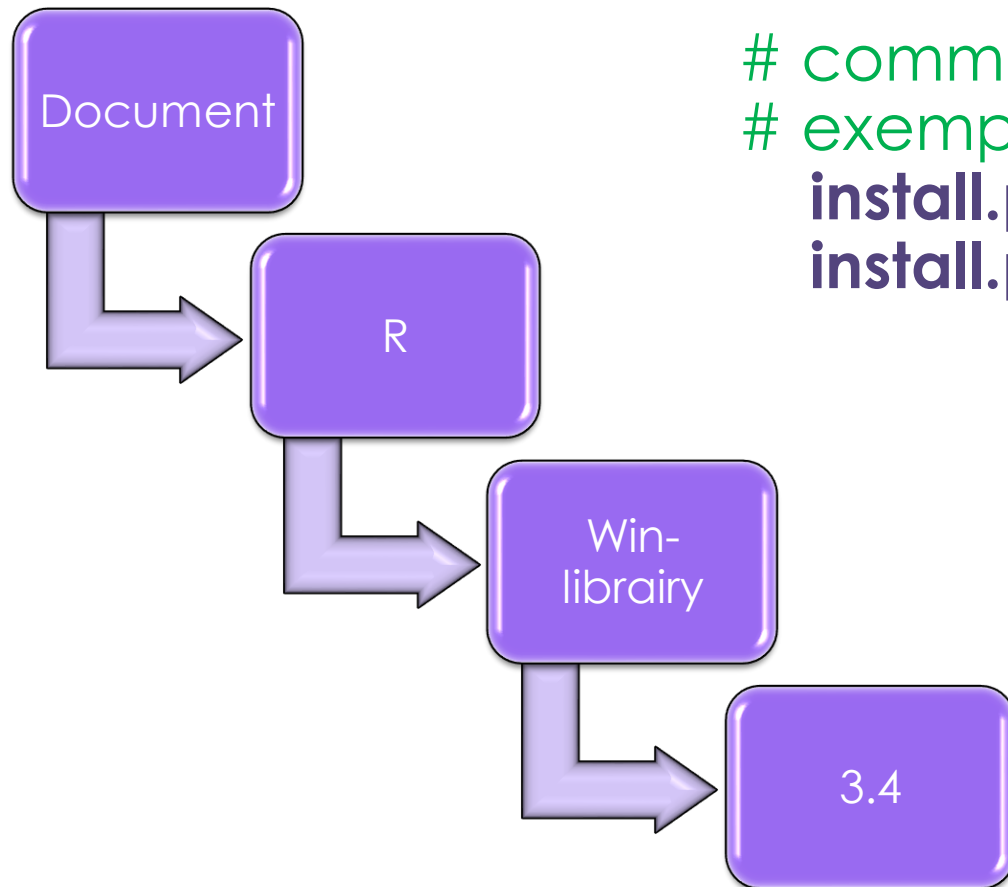 Document
R
Win-
librairy
3.4
# comm
# exemp
install.p
install.p